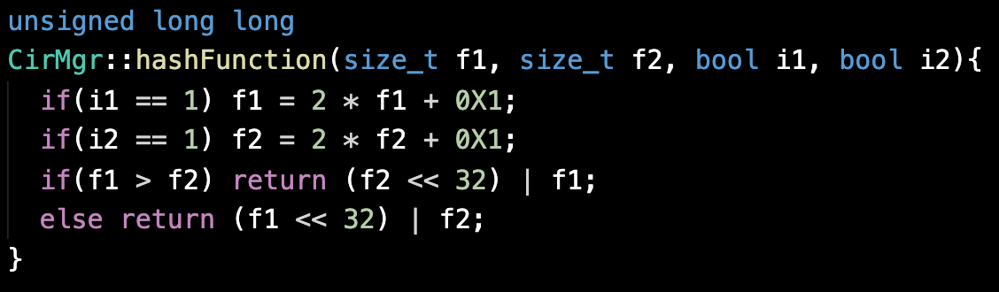 unsigned long long
CirMgr::hashFunction(size_t f1, size_t f2, bool i1, bool i2){
  if(i1 == 1) f1 = 2 * f1 + 0X1;
  if(i2 == 1) f2 = 2 * f2 + 0X1;
  if(f1 > f2) return (f2 << 32) | f1;
  else return (f1 << 32) | f2;
}